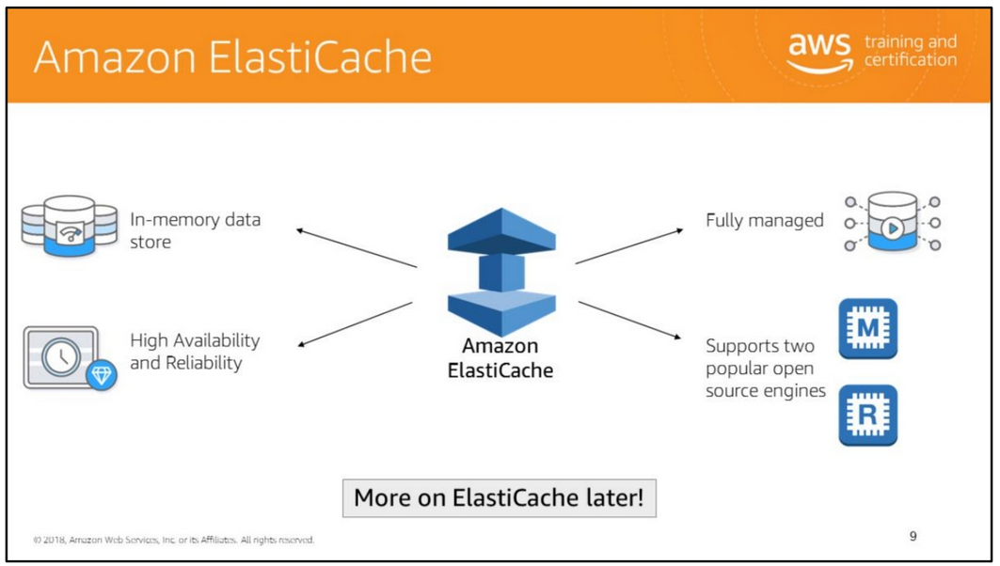 Amazon ElastiCache
aws training and
certification
In-memory data
store
Fully managed
High Availability
and Reliability
Amazon
ElastiCache
Supports two
popular open
source engines
M
R
More on ElastiCache later!
© 2018, Amazon Web Services, Inc. or its Affiliates. All rights reserved.
9